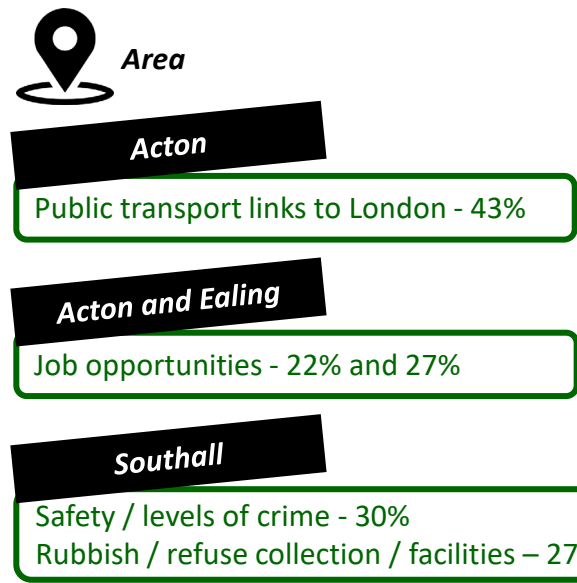 Area
Acton
Public transport links to London - 43%
Acton and Ealing
Job opportunities - 22% and 27%
Southall
Safety / levels of crime - 30%
Rubbish / refuse collection / facilities – 27